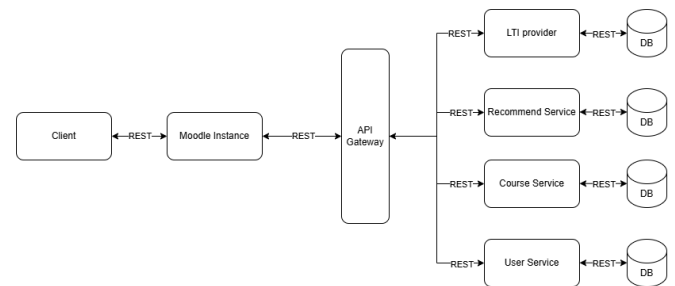 REST
LTI provider
REST
DB
REST
Recommend Service
REST
DB
Client
REST
Moodle Instance
REST
API
Gateway
REST
Course Service
REST
DB
REST
User Service
REST
DB